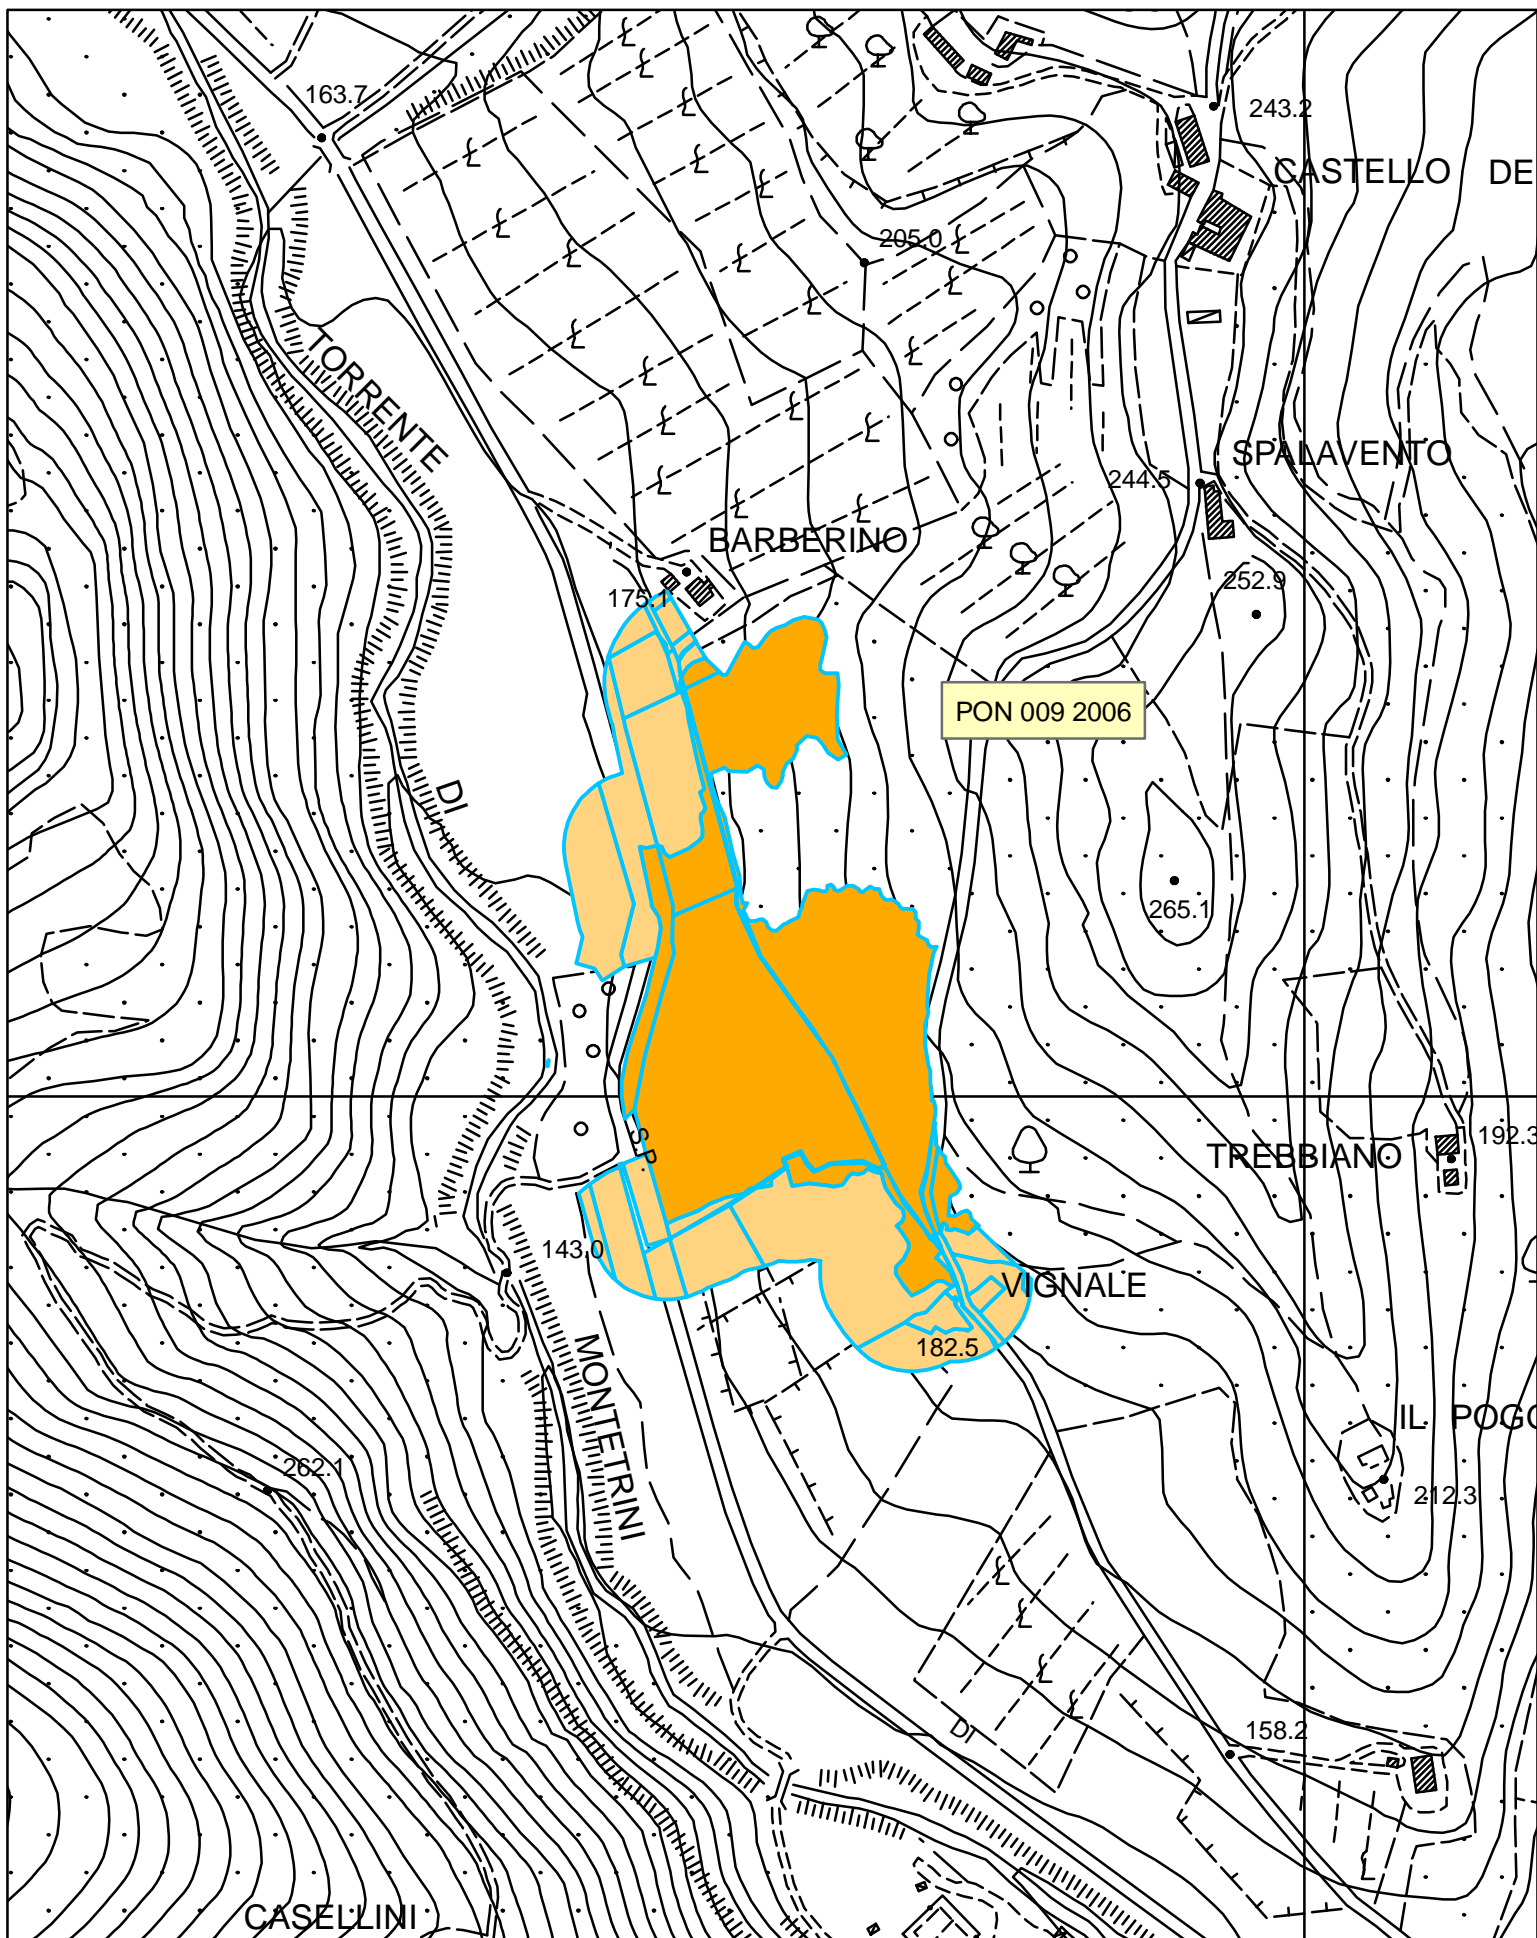 163.7
243.2
CASTELLO DE
205.0
TORRENTE
SPALAVENTO
244.5
BARBERINO
252.9
175.1
PON 009 2006
DI
265.1
S.P.
192.3
TREBBIANO
143.0
VIGNALE
182.5
MONTETRINI
IL POGG
262.1
212.3
DI
158.2
CASELLINI